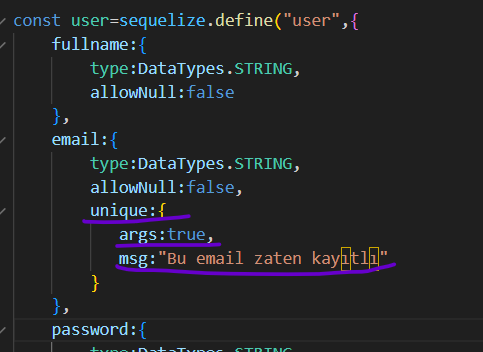 const user=sequelize.define("user",{
fullname:{
type:DataTypes.STRING,
allowNull:false
},
email:{
type:DataTypes.STRING,
allowNull:false,
unique:{
args:true,
msg:"Bu email zaten kayıtlı"
}
},
password:{
type:DataTypes.STRING